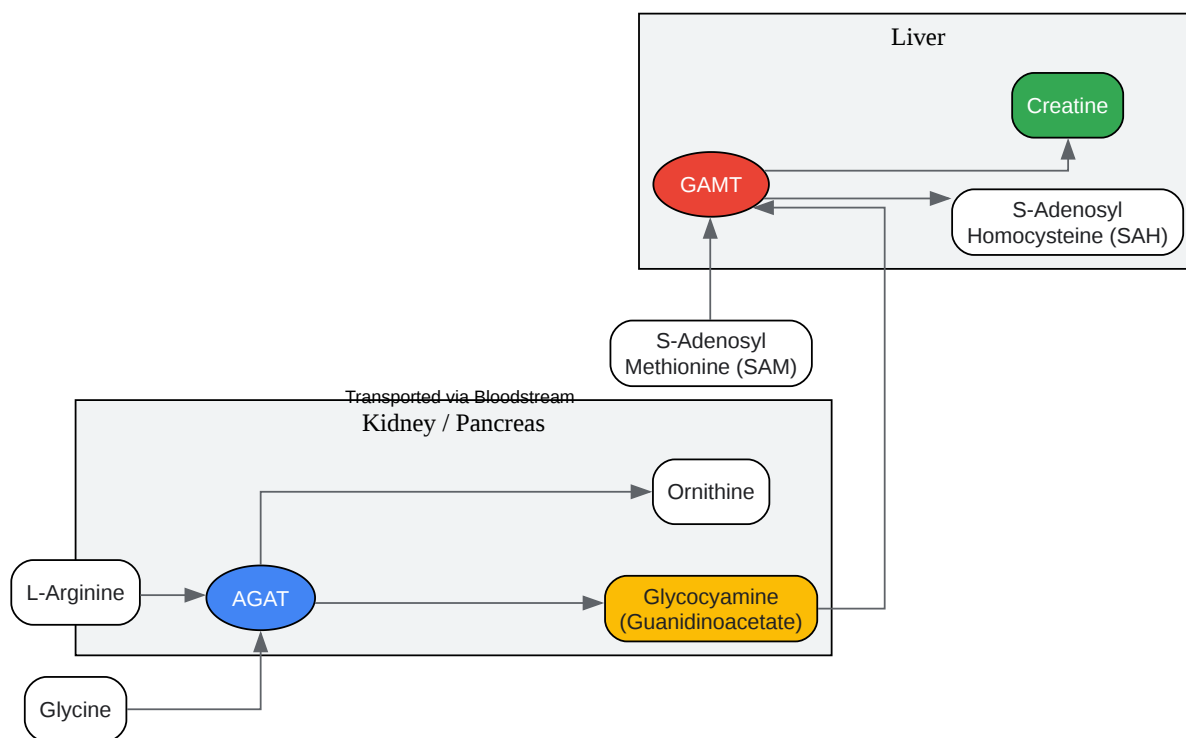 Liver
Creatine
GAMT
S-Adenosyl
Homocysteine (SAH)
S-Adenosyl
Methionine (SAM)
Transported via Bloodstream
Kidney / Pancreas
Ornithine
L-Arginine
AGAT
Glycocyamine
(Guanidinoacetate)
Glycine